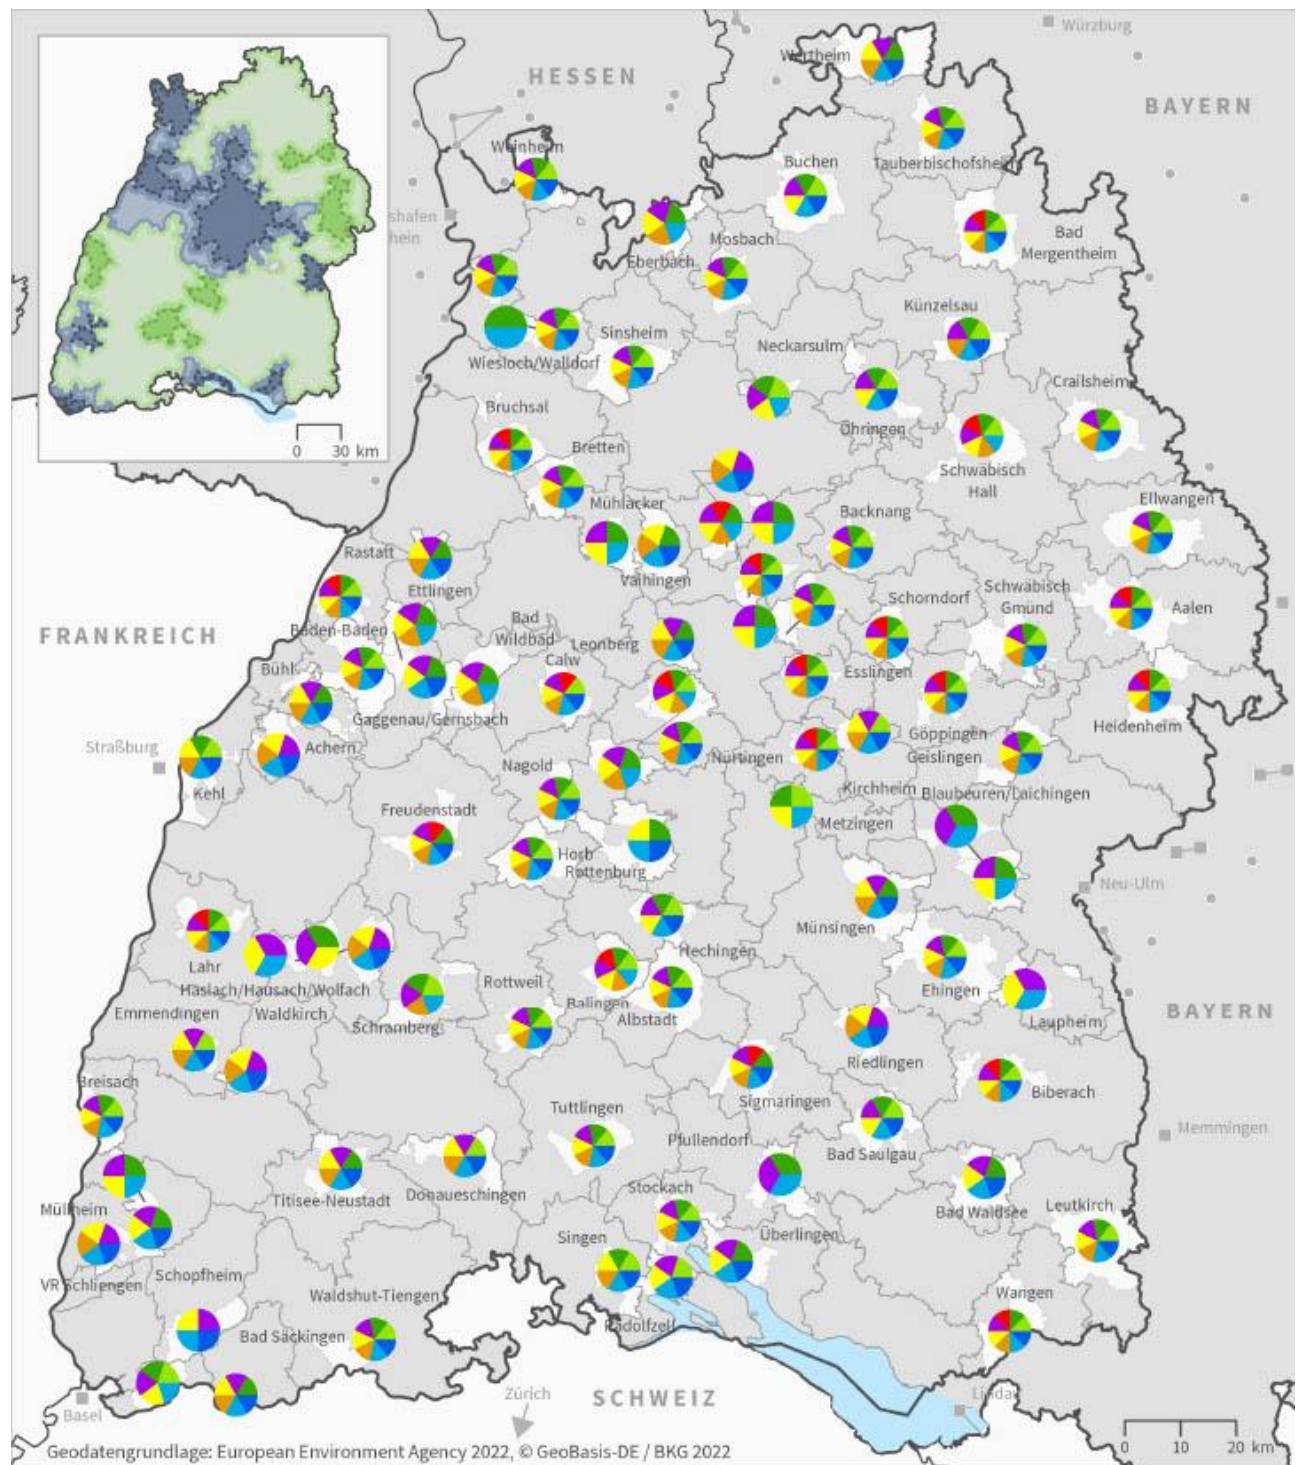 Würzburg
HESSEN
Wertheim
BAYERN
Weinheim
Buchen
Tauberbischofsheim
shafen
hein
Mosbach
Bad
Mergentheim
Eberbach
Künzelsau
Sinsheim
Neckarsulm
Wiesloch/Walldorf
Crailsheim
Bruchsal
Öhringen
0 30 km
Bretten
Schwäbisch
Hall
Mühlacker
Ellwangen
Backnang
Rastatt
Vaihingen
Ettlingen
Schwäbisch
Gmünd
Schorndorf
Aalen
FRANKREICH
Baden-Baden
Bad
Wildbad
Leonberg
Calw
Bühl
Esslingen
Gaggenau/Gernsbach
Heidenheim
Göppingen
Straßburg
Achern
Nürtingen
Geislingen
Nagold
Kehl
Kirchheim
Blaubeuren/Laichingen
Freudenstadt
Metzingen
Horb
Rottenburg
Neu-Ulm
Münsingen
Hechingen
Lahr
Haslach/Hausach/Wolfach
Rottweil
Balingen
Ehingen
Emmendingen
Waldkirch
Schramberg
Albstadt
Laupheim
BAYERN
Riedlingen
Breisach
Biberach
Sigmaringen
Tuttlingen
Memmingen
Pfullendorf
Bad Saulgau
Stockach
Titisee-Neustadt
Donaueschingen
Müllheim
Bad Waldsee
Leutkirch
Singen
Überlingen
VR Schliengen
Schopfheim
Waldshut-Tiengen
Wangen
Radolfzell
Bad Säckingen
Zürich
SCHWEIZ
Lindau
Basel
Geodatengrundlage: European Environment Agency 2022, © GeoBasis-DE / BKG 2022
0 10 20 km